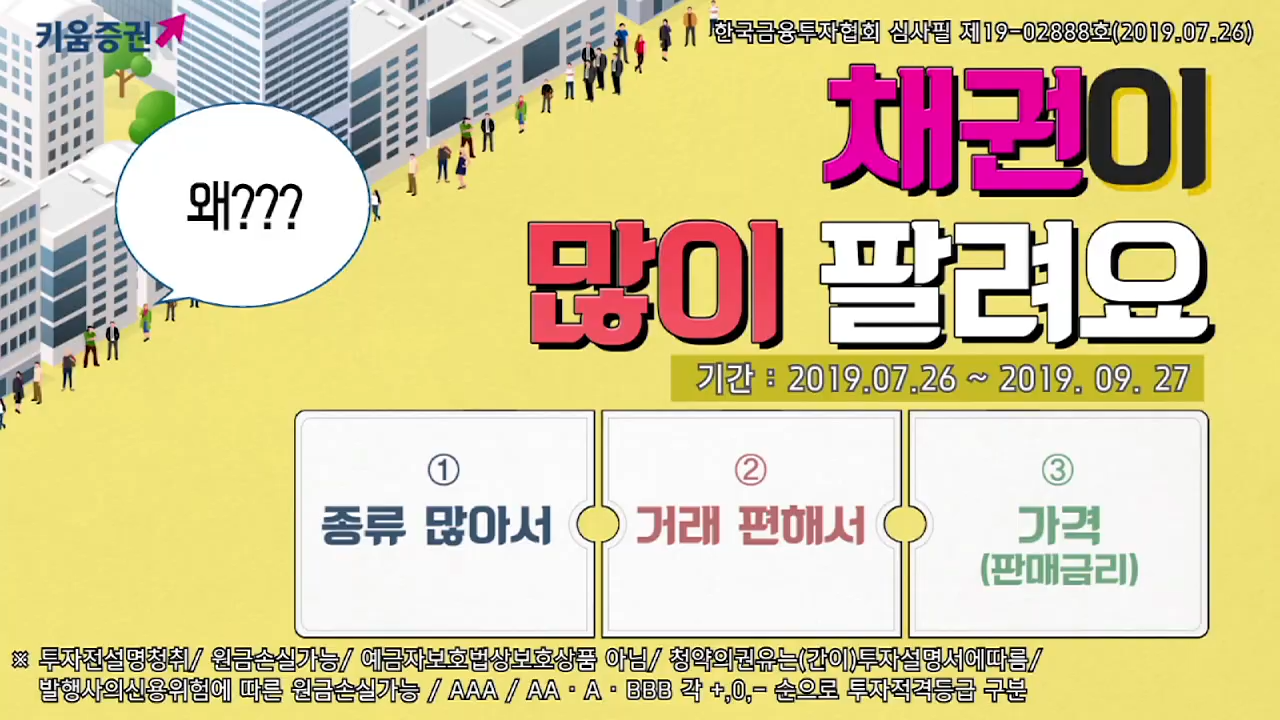 키움증권
한국금융투자협회 심사필 제19-02888호(2019.07.26)
채권이
왜???
많이 팔려요
기간 : 2019.07.26 ~ 2019. 09. 27
① ② ③
종류 많아서 거래 편해서 가격
(판매금리)
※ 투자전설명청취/ 원금손실가능/ 예금자보호법상보호상품 아님/ 청약의권유는(간이)투자설명서에따름/
발행사의신용위험에 따른 원금손실가능 / AAA / AA · A · BBB 각 +,0,- 순으로 투자적격등급 구분